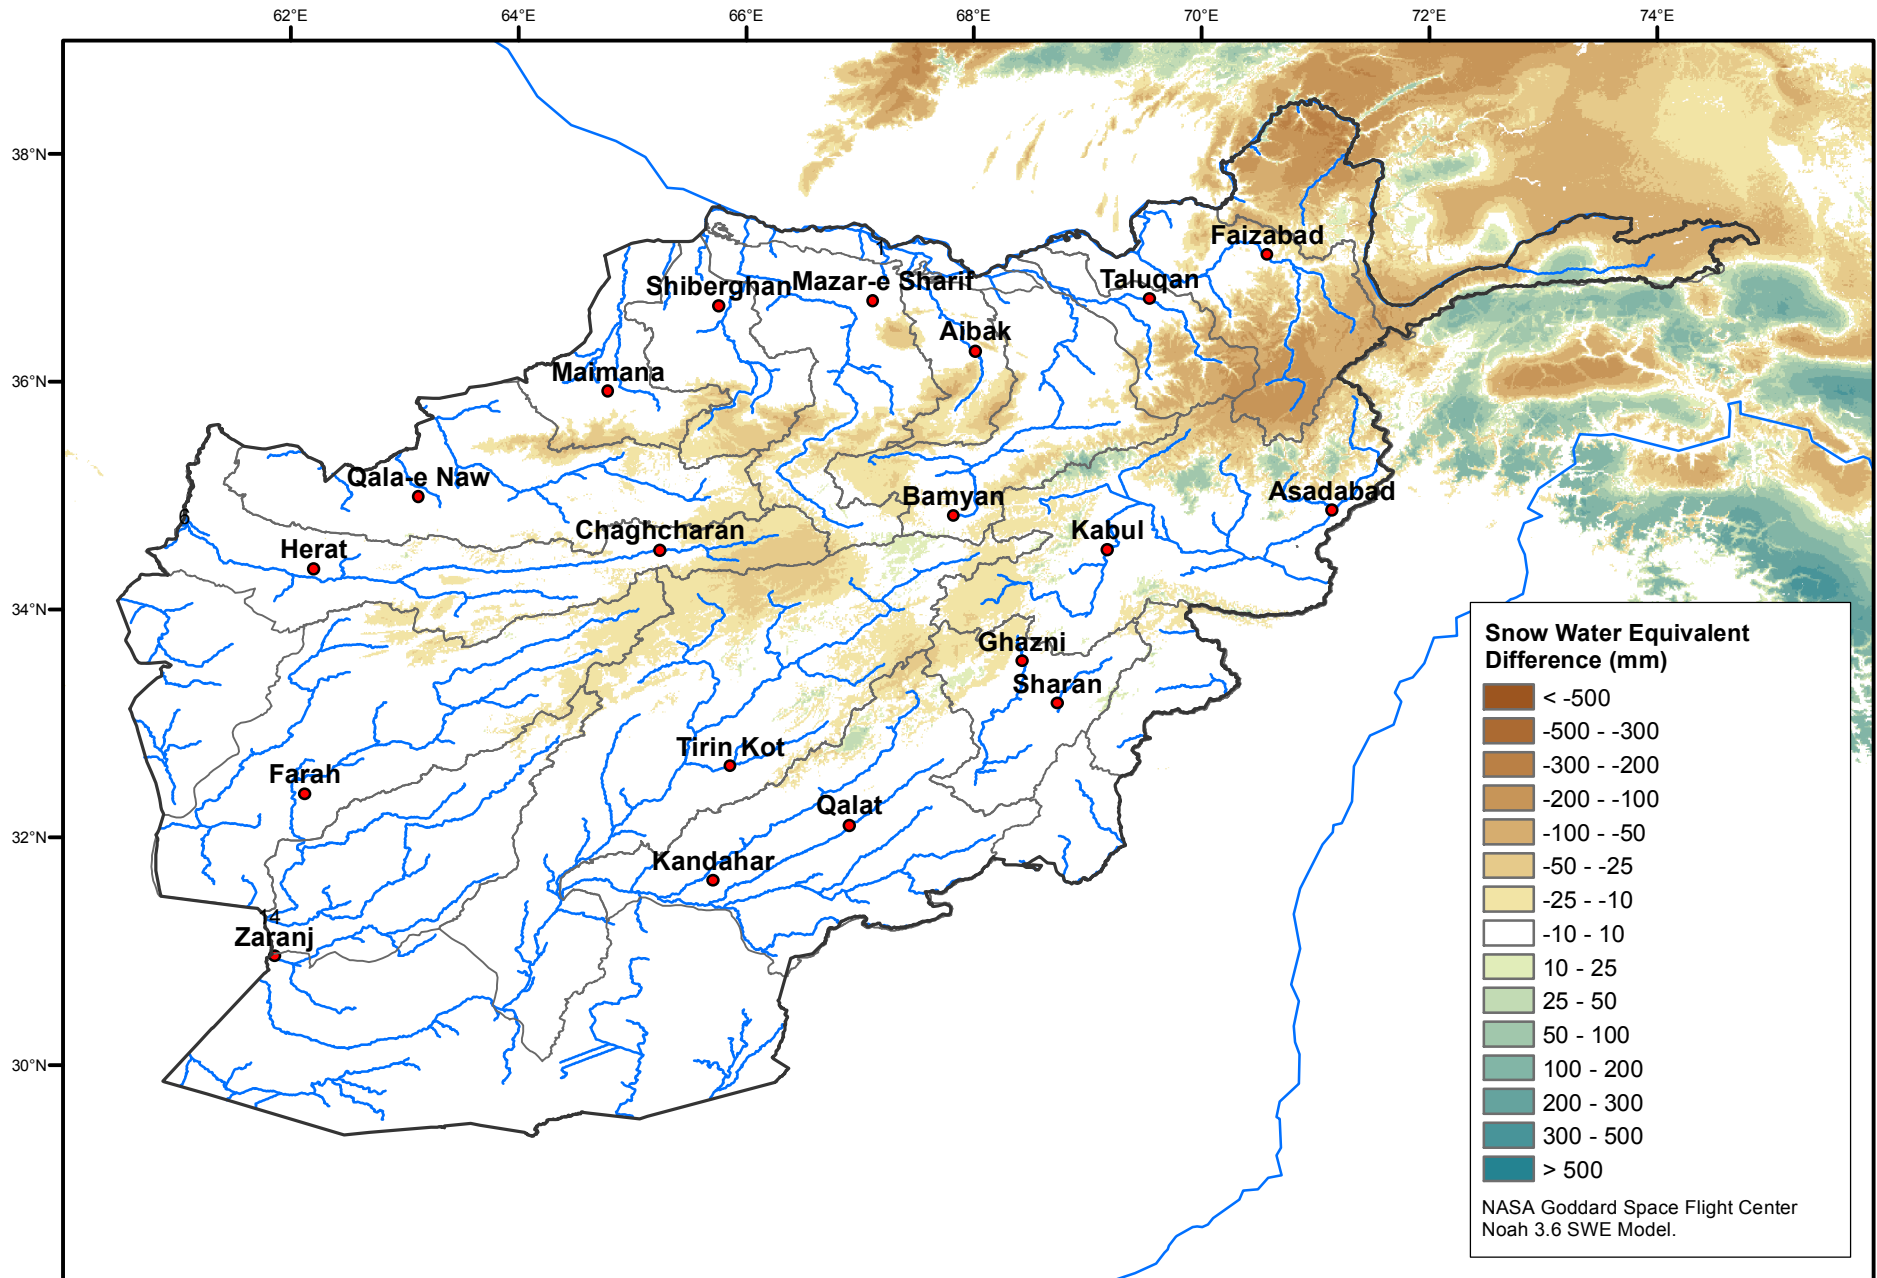 62°E
64°E
66°E
68°E
70°E
72°E
74°E
38°N
36°N
34°N
32°N
30°N
Faizabad
Shiberghan
Mazar-e Sharif
Taluqan
Aibak
Maimana
Qala-e Naw
Bamyan
Asadabad
Chaghcharan
Kabul
6
Herat
Ghazni
Sharan
Tirin Kot
Farah
Qalat
Kandahar
14
Zaranj
1
Snow Water Equivalent
Difference (mm)
< -500
-500 - -300
-300 - -200
-200 - -100
-100 - -50
-50 - -25
-25 - -10
-10 - 10
10 - 25
25 - 50
50 - 100
100 - 200
200 - 300
300 - 500
> 500
NASA Goddard Space Flight Center
Noah 3.6 SWE Model.